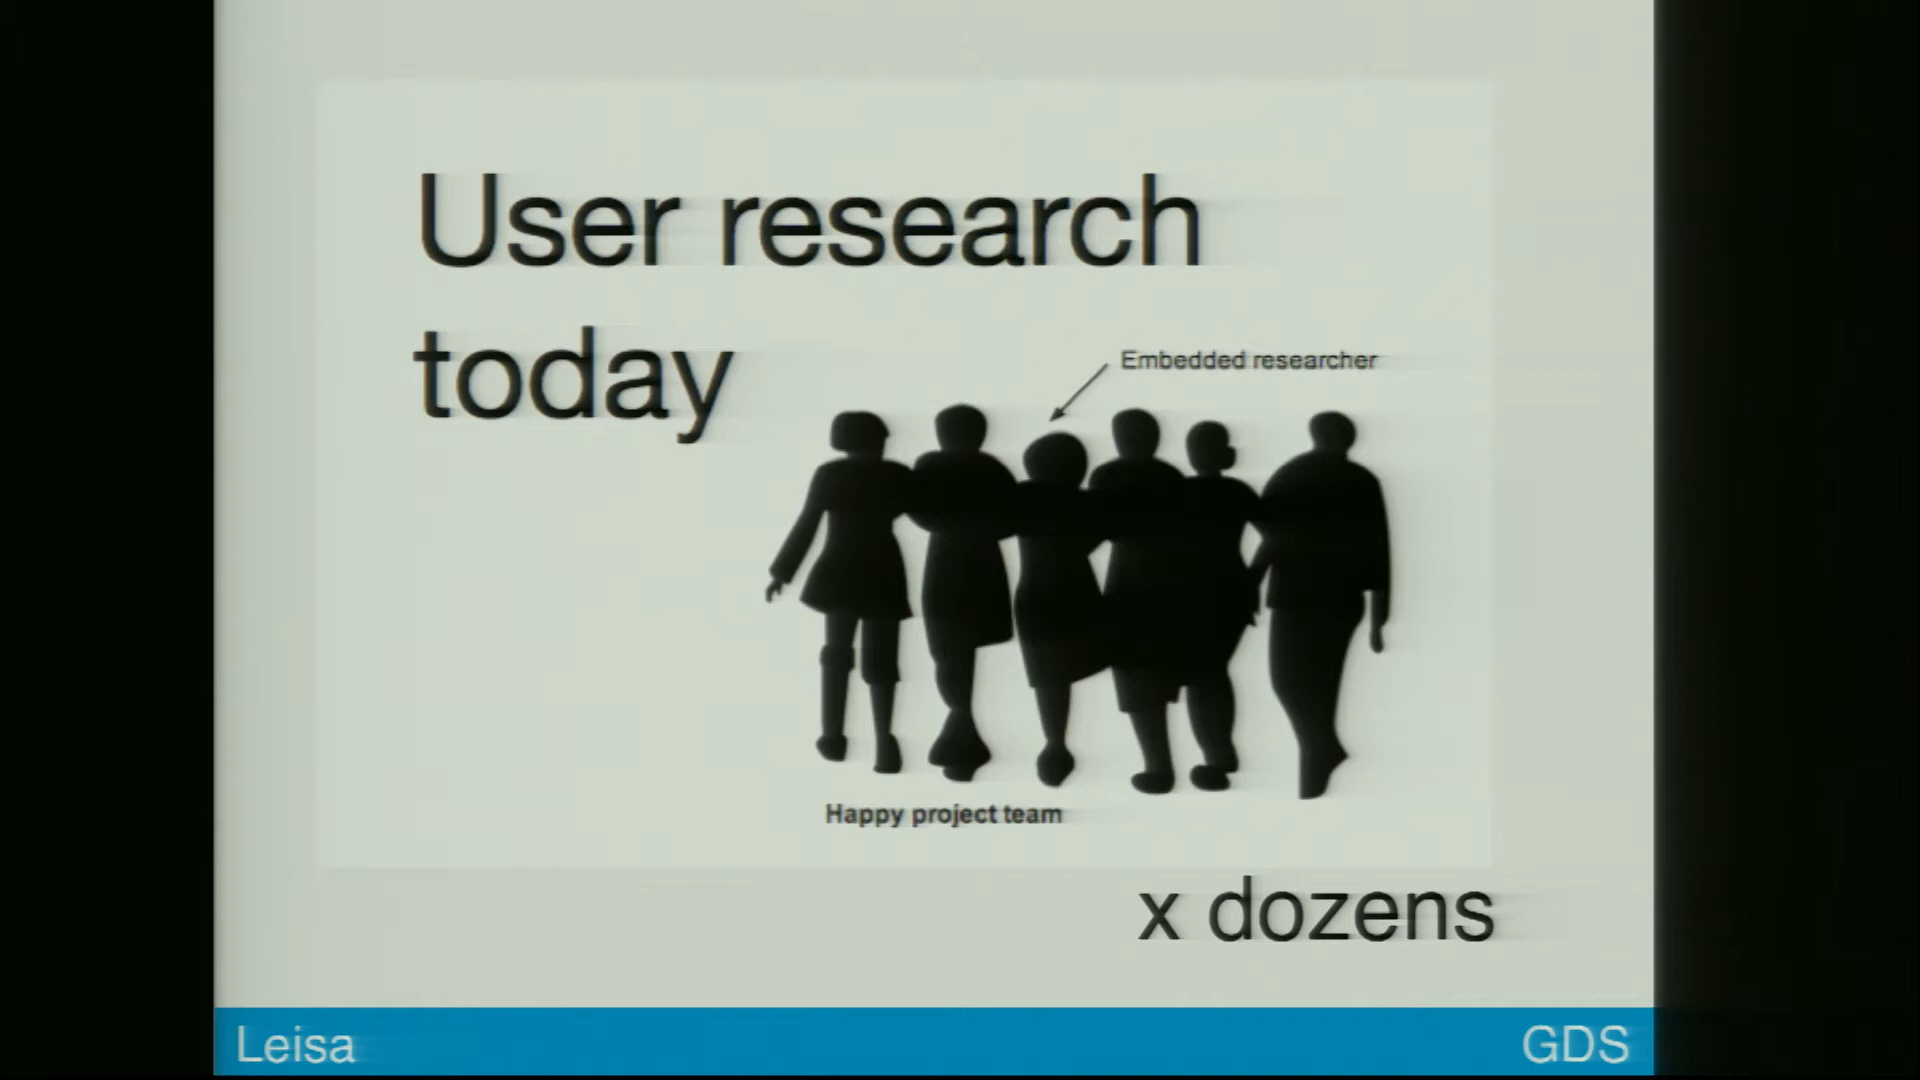 User research
today
Embedded researcher
Happy project team
x dozens
Leisa
GDS